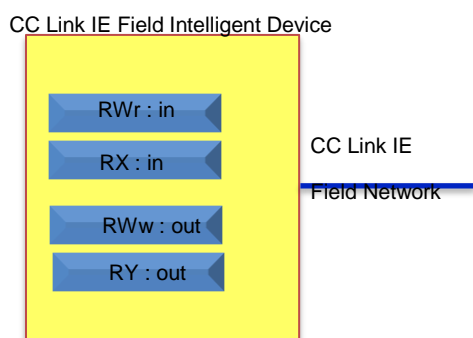 CC Link IE Field Intelligent Device
RWr : in
RX : in
CC Link IE
Field Network
RWw : out
RY : out